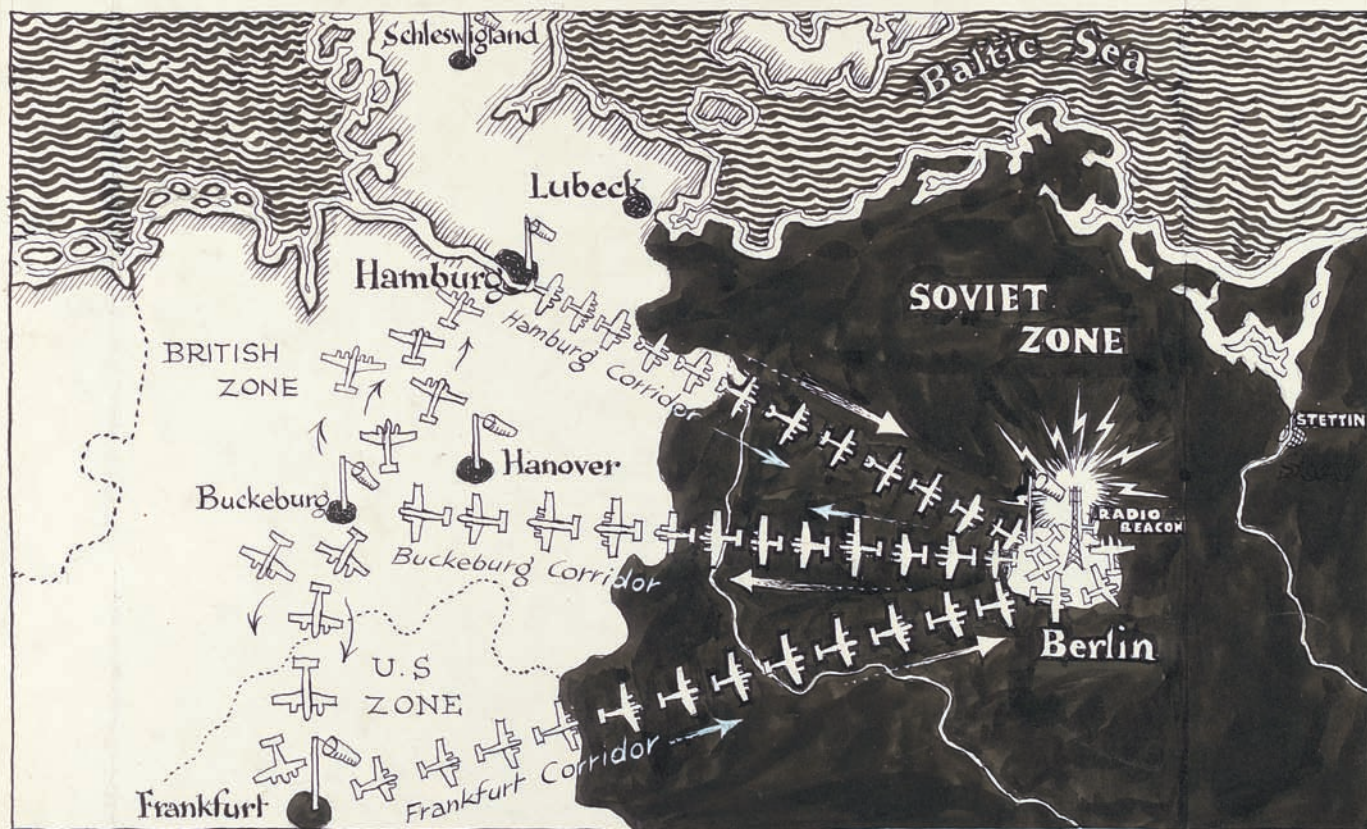 Schleswigland
Baltic Sea
Lubeck
Hamburg
SOVIET
ZONE
Hamburg Corridor
BRITISH
ZONE
STETTIN
Hanover
Buckeburg
RADIO
BEACON
Buckeburg Corridor
Berlin
U.S
ZONE
Frankfurt Corridor
Frankfurt